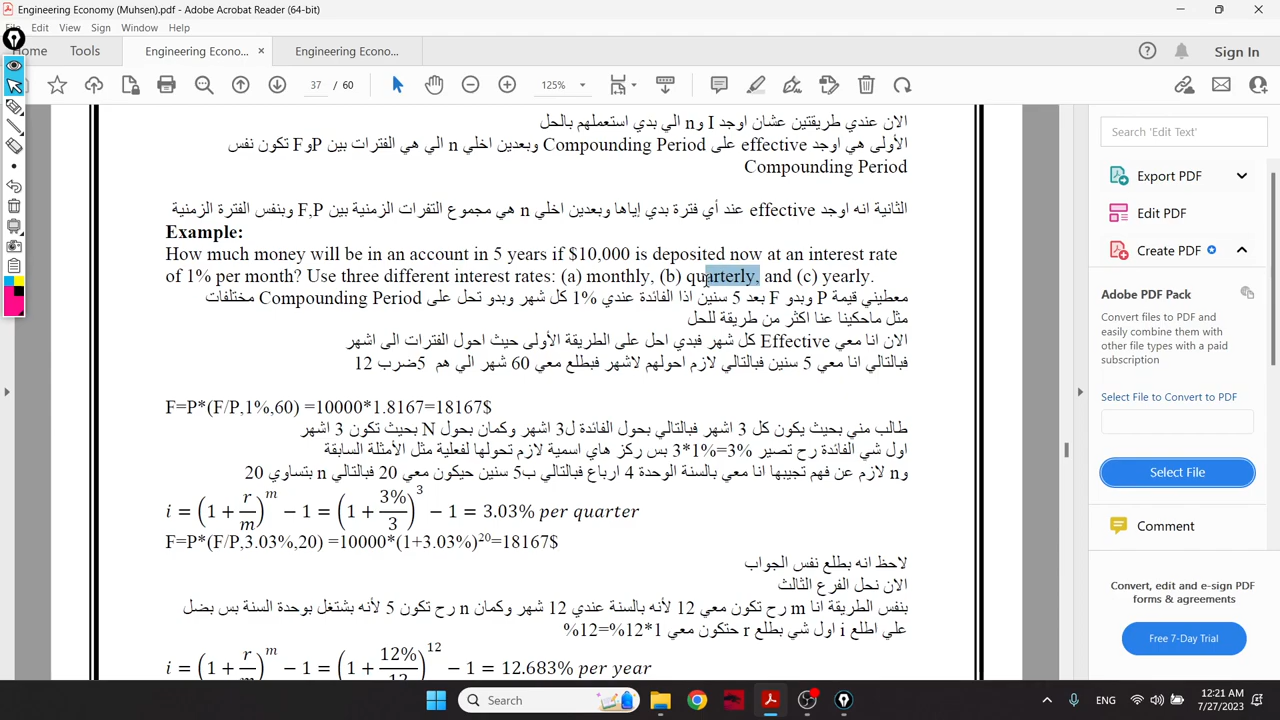 Engineering Economy (Muhsen).pdf - Adobe Acrobat Reader (64-bit)
File Edit View Sign Window Help
Home Tools Engineering Econo... × Engineering Econo... Sign In
37 / 60 125%
الان عندي طريقتين عشان اوجد I وn الي بدي استعملهم بالحل
الأولى هي اوجد effective على Compounding Period وبعدين اخلي n الي هي الفترات بين PوF تكون نفس
Compounding Period
الثانية انه اوجد effective عند أي فترة بدي إياها وبعدين اخلي n هي مجموع التفرات الزمنية بين F,P وبنفس الفترة الزمنية
Example:
How much money will be in an account in 5 years if $10,000 is deposited now at an interest rate
of 1% per month? Use three different interest rates: (a) monthly, (b) quarterly, and (c) yearly.
معطيني قيمة P وبدو F بعد 5 سنين اذا الفائدة عندي 1% كل شهر وبدو تحل على Compounding Period مختلفات
مثل ماحكينا عنا اكثر من طريقة للحل
الان انا معي Effective كل شهر فبدي احل على الطريقة الأولى حيث احول الفترات الى اشهر
فبالتالي انا معي 5 سنين فبالتالي لازم احولهم لاشهر فبطلع معي 60 شهر الي هم 5ضرب 12
F=P*(F/P,1%,60) =10000*1.8167=18167$
طالب مني بحيث يكون كل 3 اشهر فبالتالي بحول الفائدة ل3 اشهر وكمان بحول N بحيث تكون 3 اشهر
اول شي الفائدة رح تصير 3%=1%*3 بس ركز هاي اسمية لازم تحولها لفعلية مثل الأمثلة السابقة
وn لازم عن فهم تجيبها انا معي بالسنة الوحدة 4 ارباع فبالتالي ب5 سنين حيكون معي 20 فبالتالي n بتساوي 20
i = (1 + r/m)^m − 1 = (1 + 3%/3)^3 − 1 = 3.03% per quarter
F=P*(F/P,3.03%,20) =10000*(1+3.03%)^20=18167$
لاحظ انه بطلع نفس الجواب
الان نحل الفرع الثالث
بنفس الطريقة انا m رح تكون معي 12 لأنه بالسنة عندي 12 شهر وكمان n رح تكون 5 لأنه بشتغل بوحدة السنة بس بضل
علي اطلع i اول شي بطلع r حتكون معي 1*12%=12%
i = (1 + r/m)^m − 1 = (1 + 12%/12)^12 − 1 = 12.683% per year
Search 'Edit Text'
Export PDF
Edit PDF
Create PDF
Adobe PDF Pack
Convert files to PDF and
easily combine them with
other file types with a paid
subscription
Select File to Convert to PDF
Select File
Comment
Convert, edit and e-sign PDF
forms & agreements
Free 7-Day Trial
Search
ENG
12:21 AM
7/27/2023